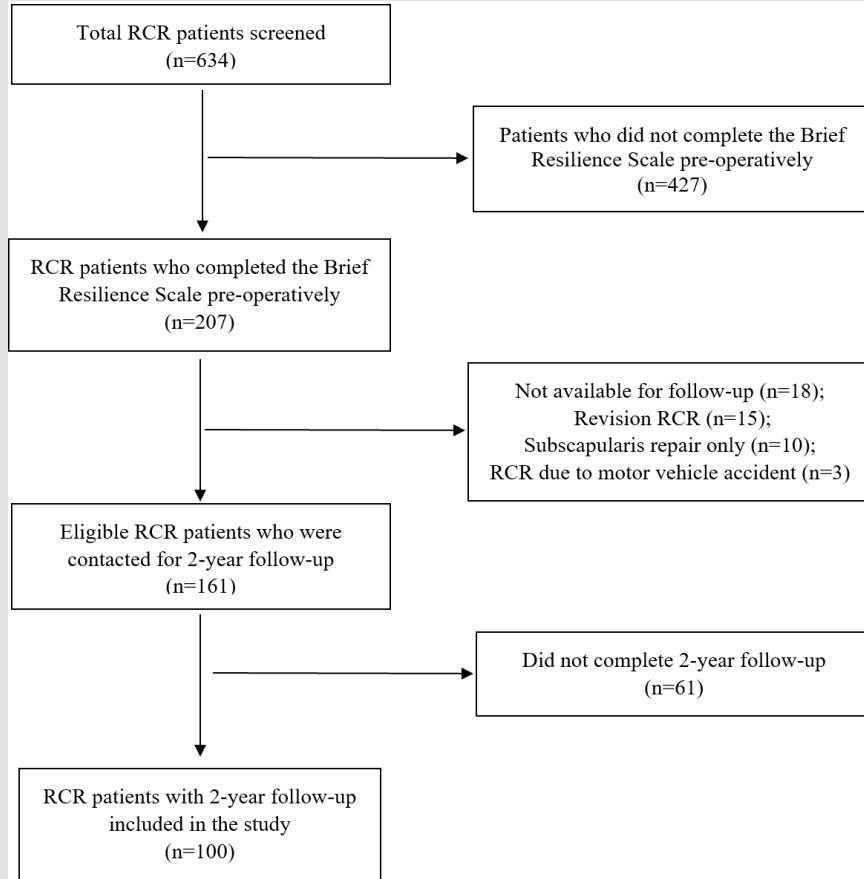 Total RCR patients screened
(n=634)
Patients who did not complete the Brief
Resilience Scale pre-operatively
(n=427)
RCR patients who completed the Brief
Resilience Scale pre-operatively
(n=207)
Not available for follow-up (n=18);
Revision RCR (n=15);
Subscapularis repair only (n=10);
RCR due to motor vehicle accident (n=3)
Eligible RCR patients who were
contacted for 2-year follow-up
(n=161)
Did not complete 2-year follow-up
(n=61)
RCR patients with 2-year follow-up
included in the study
(n=100)